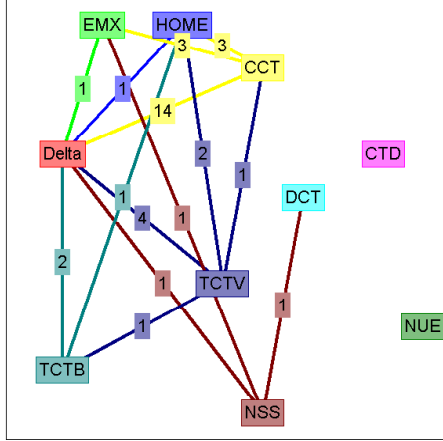 EMX HOME
3 3
CCT
1 1
14
Delta 2 1 CTD
1 DCT
4 1
2 1 1
TCTV
1 NUE
TCTB
NSS